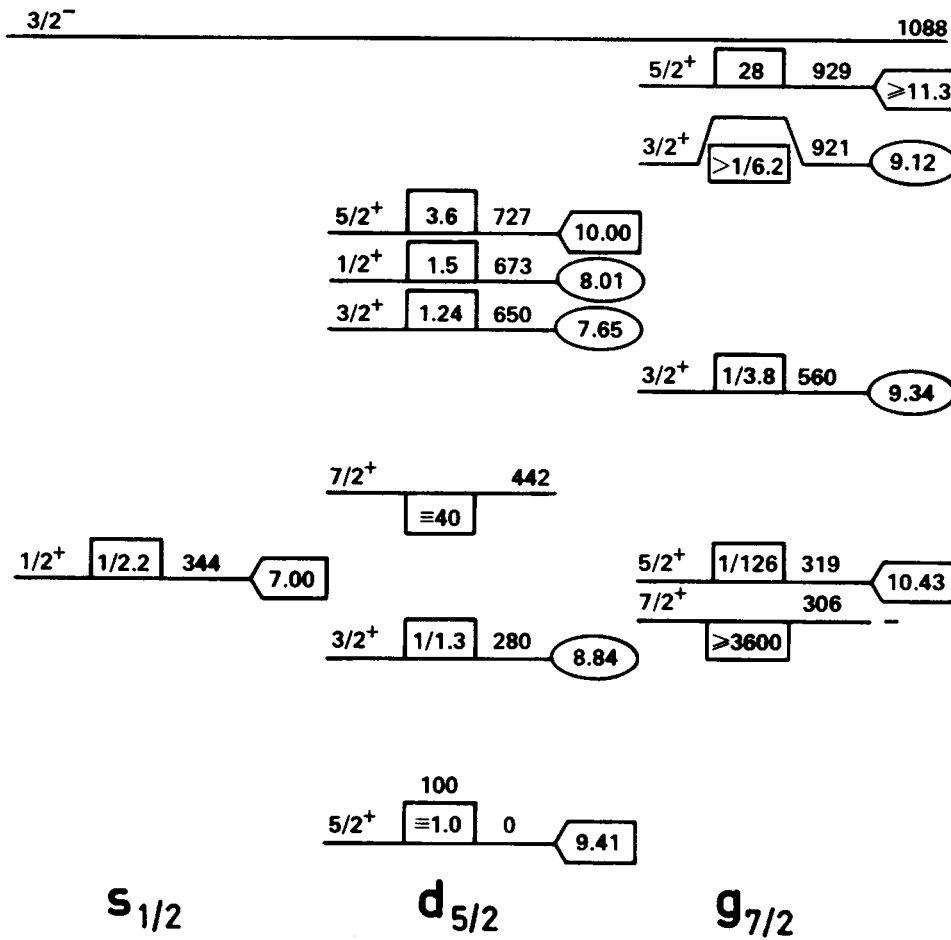 3/2⁻ 1088
5/2⁺ 28 929 ⩾11.3
3/2⁺ >1/6.2 921 9.12
5/2⁺ 3.6 727 10.00
1/2⁺ 1.5 673 8.01
3/2⁺ 1.24 650 7.65
3/2⁺ 1/3.8 560 9.34
7/2⁺ 442
≡40
1/2⁺ 1/2.2 344 7.00
5/2⁺ 1/126 319 10.43
7/2⁺ 306 –
⩾3600
3/2⁺ 1/1.3 280 8.84
100
5/2⁺ ≡1.0 0 9.41
s₁/₂ d₅/₂ g₇/₂